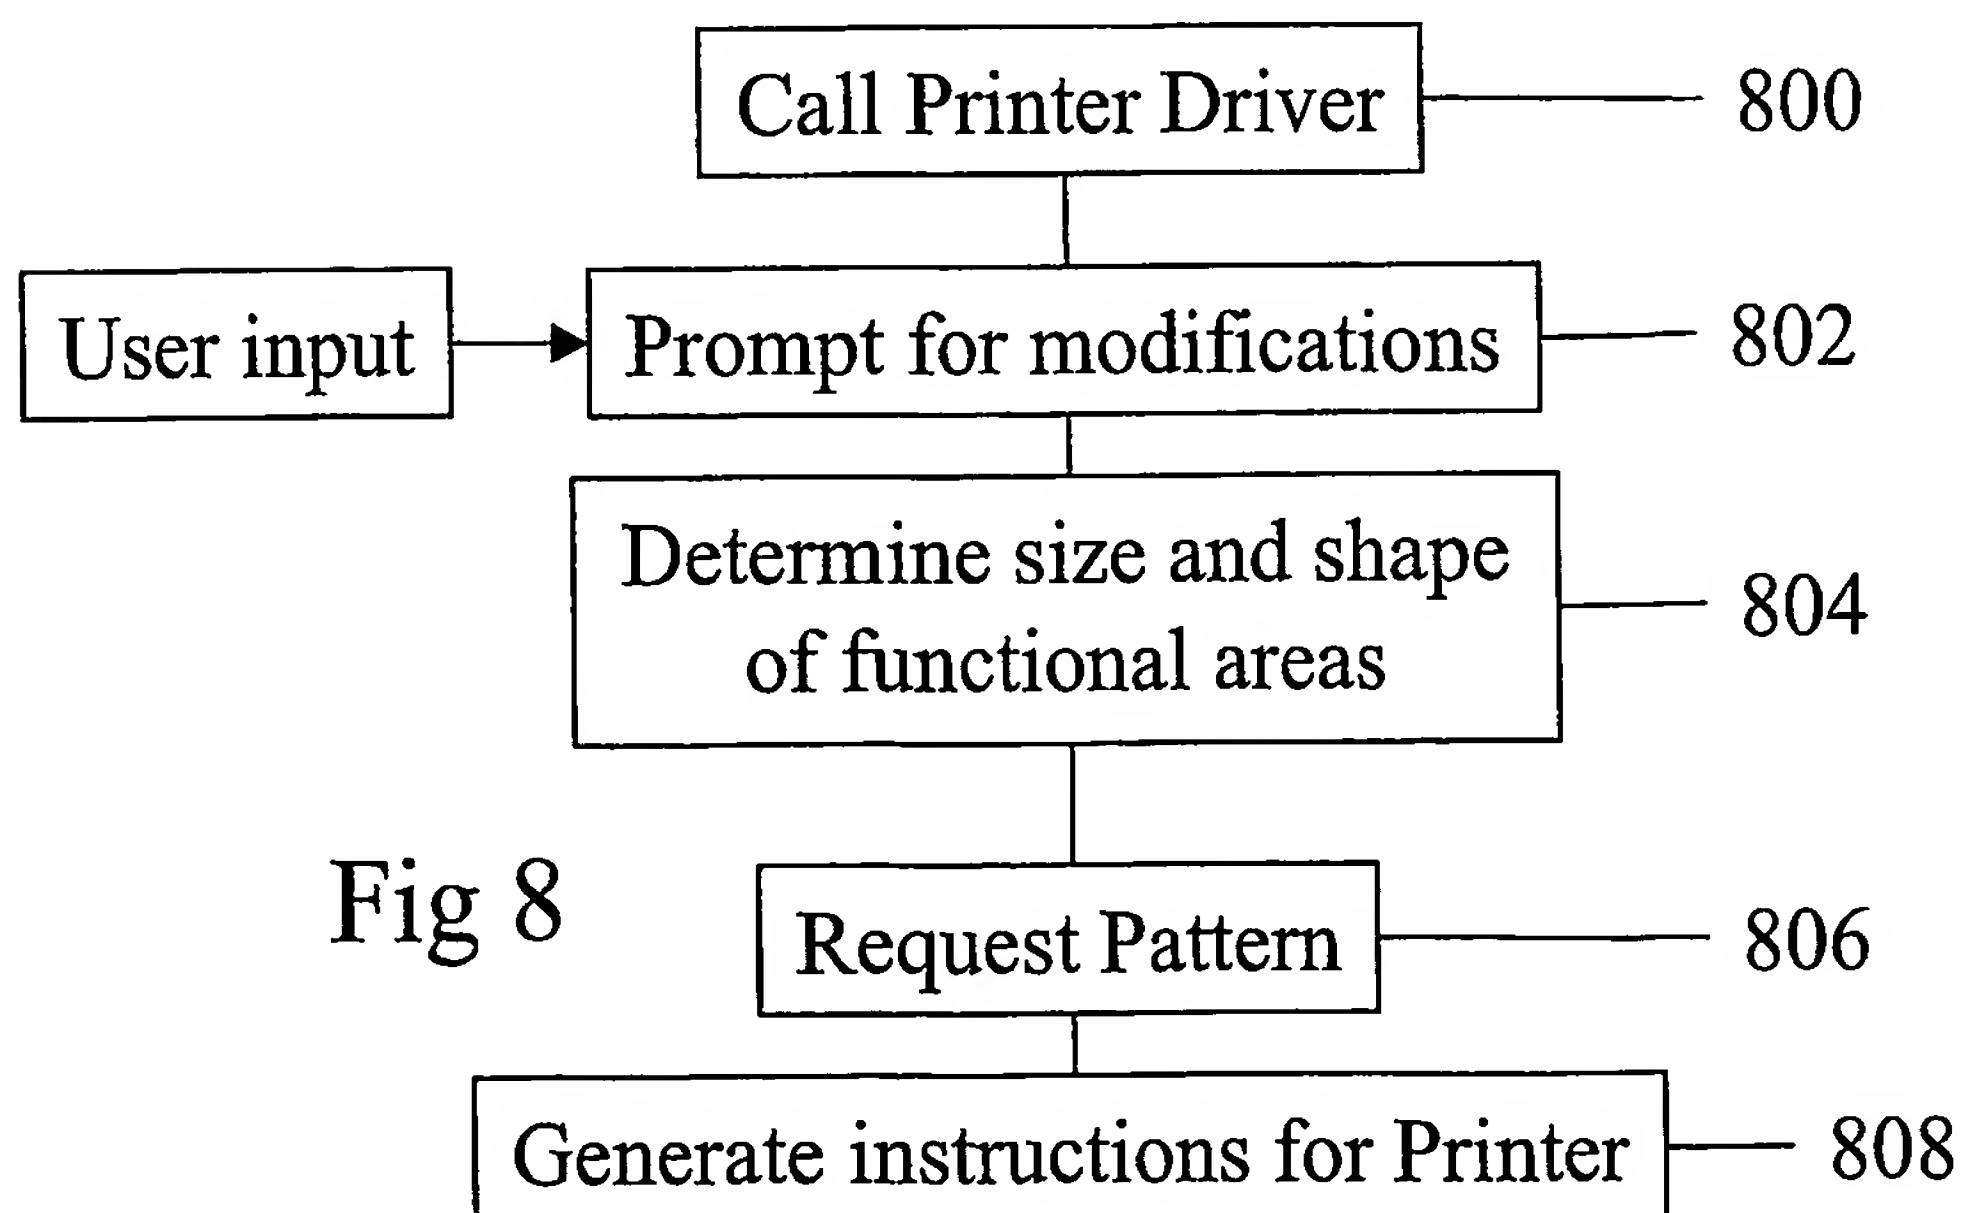 Call Printer Driver
800
User input
Prompt for modifications
802
Determine size and shape
of functional areas
804
Fig 8
Request Pattern
806
Generate instructions for Printer
808